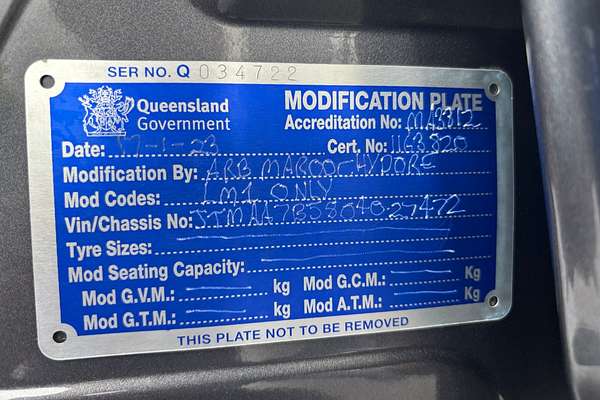 SER NO. Q 034722
Queensland Government
MODIFICATION PLATE
Accreditation No:
Date: 17-1-23 Cert. No: 1163820
Modification By: ARB MAROOCHYDORE
Mod Codes: LM1 ONLY
Vin/Chassis No:
Tyre Sizes:
Mod Seating Capacity:
Mod G.V.M.: kg Mod G.C.M.: Kg
Mod G.T.M.: kg Mod A.T.M.: Kg
THIS PLATE NOT TO BE REMOVED